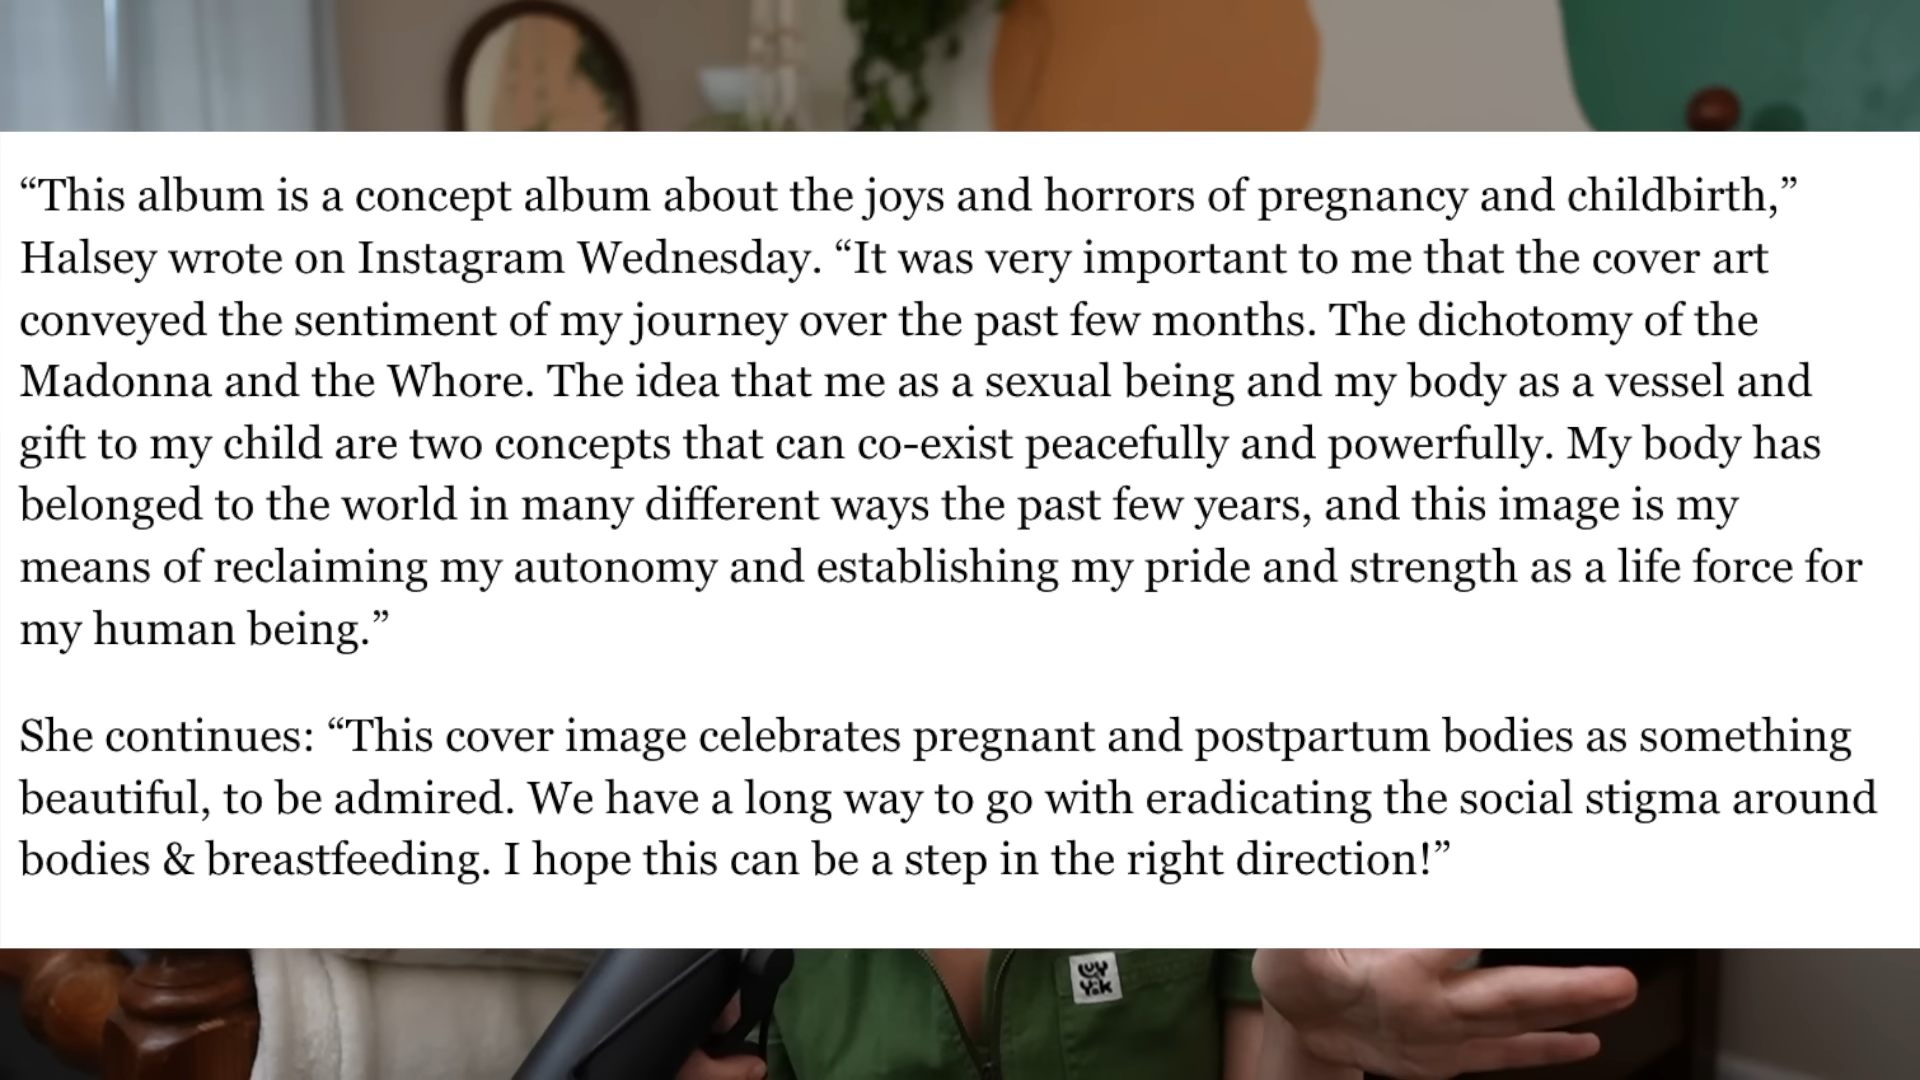 “This album is a concept album about the joys and horrors of pregnancy and childbirth,”
Halsey wrote on Instagram Wednesday. “It was very important to me that the cover art
conveyed the sentiment of my journey over the past few months. The dichotomy of the
Madonna and the Whore. The idea that me as a sexual being and my body as a vessel and
gift to my child are two concepts that can co-exist peacefully and powerfully. My body has
belonged to the world in many different ways the past few years, and this image is my
means of reclaiming my autonomy and establishing my pride and strength as a life force for
my human being.”
She continues: “This cover image celebrates pregnant and postpartum bodies as something
beautiful, to be admired. We have a long way to go with eradicating the social stigma around
bodies & breastfeeding. I hope this can be a step in the right direction!”
LUCY
& YAK